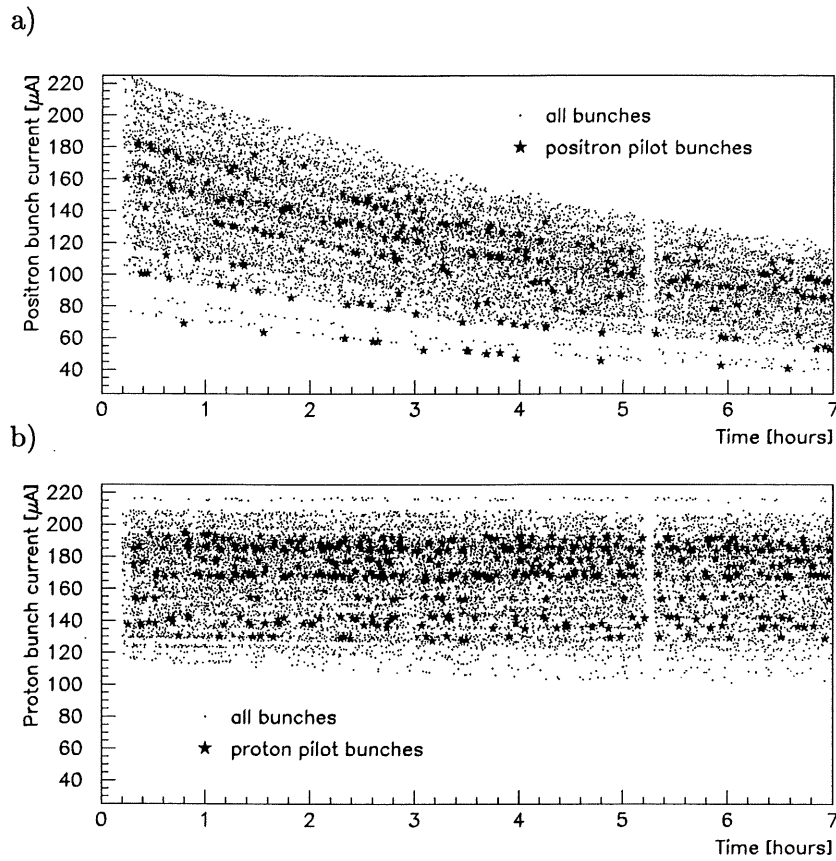 a)
Positron bunch current [μA]
220
200
180
160
140
120
100
80
60
40
· all bunches
★ positron pilot bunches
0 1 2 3 4 5 6 7
Time [hours]
b)
Proton bunch current [μA]
220
200
180
160
140
120
100
80
60
40
· all bunches
★ proton pilot bunches
0 1 2 3 4 5 6 7
Time [hours]